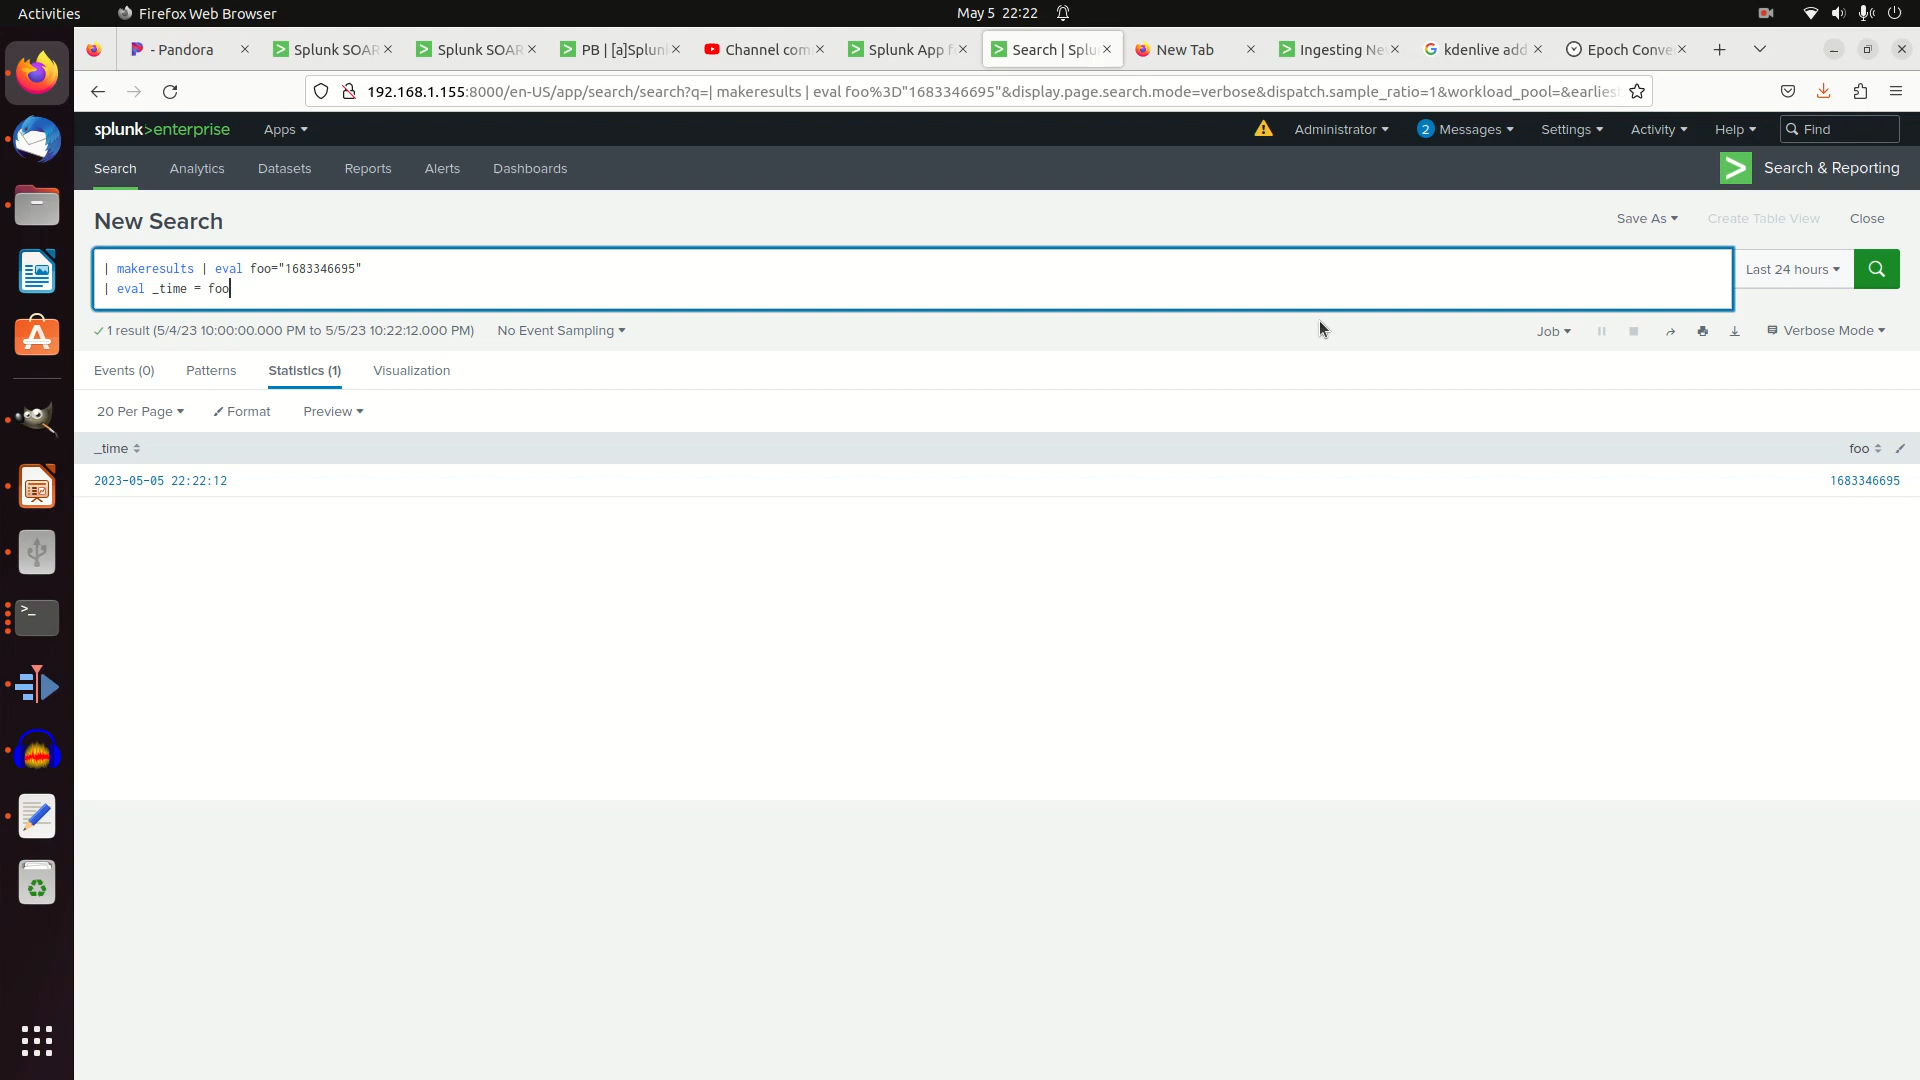 Activities
Firefox Web Browser
May 5 22:22
- Pandora
Splunk SOAR
Splunk SOAR
PB | [a]Splun
Channel com
Splunk App f
Search | Splu
New Tab
Ingesting Ne
kdenlive add
Epoch Conve
192.168.1.155:8000/en-US/app/search/search?q=| makeresults | eval foo%3D"1683346695"&display.page.search.mode=verbose&dispatch.sample_ratio=1&workload_pool=&earlies
splunk>enterprise
Apps
Administrator
2 Messages
Settings
Activity
Help
Find
Search
Analytics
Datasets
Reports
Alerts
Dashboards
Search & Reporting
New Search
Save As
Create Table View
Close
| makeresults | eval foo="1683346695"
| eval _time = foo
Last 24 hours
1 result (5/4/23 10:00:00.000 PM to 5/5/23 10:22:12.000 PM)
No Event Sampling
Job
Verbose Mode
Events (0)
Patterns
Statistics (1)
Visualization
20 Per Page
Format
Preview
_time
foo
2023-05-05 22:22:12
1683346695